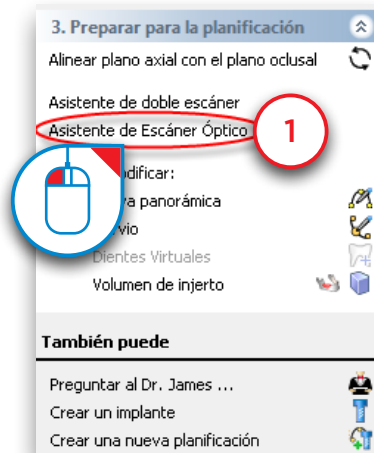 3. Preparar para la planificación
Alinear plano axial con el plano oclusal
Asistente de doble escáner
Asistente de Escáner Óptico
1
dificar:
panorámica
vio
Dientes Virtuales
Volumen de injerto
También puede
Preguntar al Dr. James ...
Crear un implante
Crear una nueva planificación